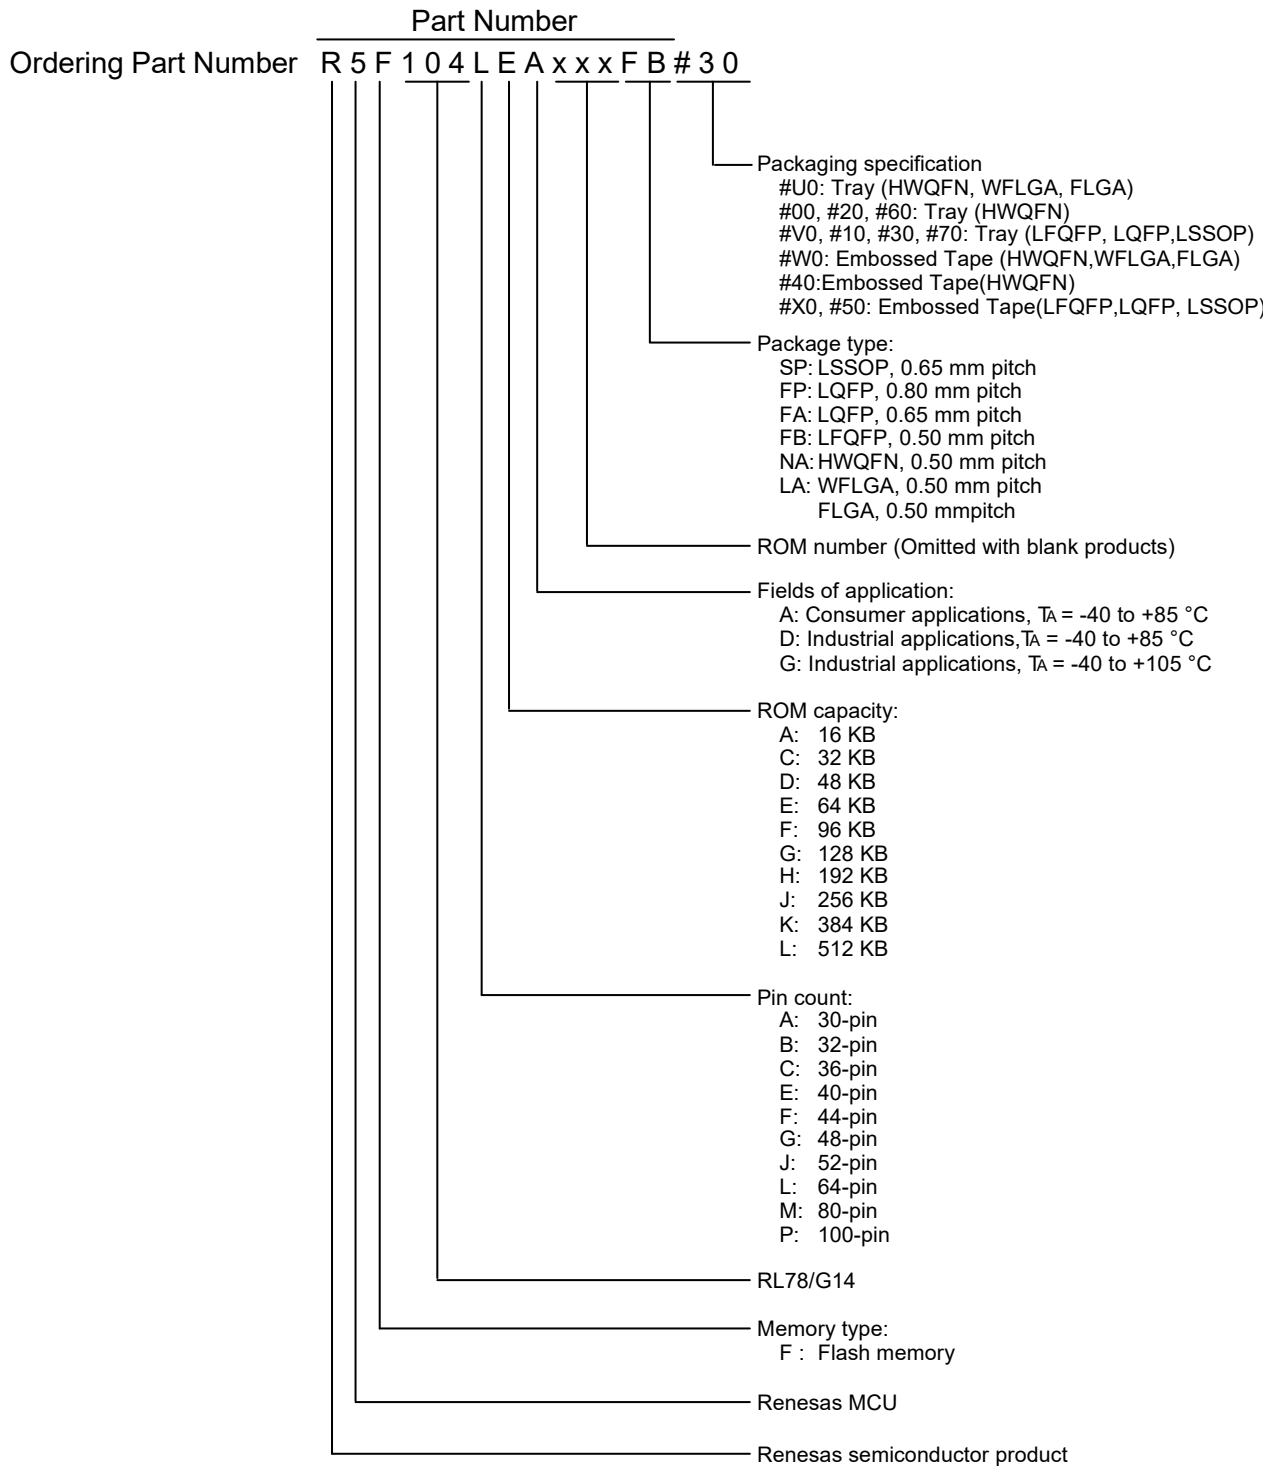 Part Number
Ordering Part Number R 5 F 1 0 4 L E A x x x F B # 3 0
Packaging specification
#U0: Tray (HWQFN, WFLGA, FLGA)
#00, #20, #60: Tray (HWQFN)
#V0, #10, #30, #70: Tray (LFQFP, LQFP,LSSOP)
#W0: Embossed Tape (HWQFN,WFLGA,FLGA)
#40:Embossed Tape(HWQFN)
#X0, #50: Embossed Tape(LFQFP,LQFP, LSSOP)
Package type:
SP: LSSOP, 0.65 mm pitch
FP: LQFP, 0.80 mm pitch
FA: LQFP, 0.65 mm pitch
FB: LFQFP, 0.50 mm pitch
NA: HWQFN, 0.50 mm pitch
LA: WFLGA, 0.50 mm pitch
FLGA, 0.50 mmpitch
ROM number (Omitted with blank products)
Fields of application:
A: Consumer applications, TA = -40 to +85 °C
D: Industrial applications,TA = -40 to +85 °C
G: Industrial applications, TA = -40 to +105 °C
ROM capacity:
A: 16 KB
C: 32 KB
D: 48 KB
E: 64 KB
F: 96 KB
G: 128 KB
H: 192 KB
J: 256 KB
K: 384 KB
L: 512 KB
Pin count:
A: 30-pin
B: 32-pin
C: 36-pin
E: 40-pin
F: 44-pin
G: 48-pin
J: 52-pin
L: 64-pin
M: 80-pin
P: 100-pin
RL78/G14
Memory type:
F : Flash memory
Renesas MCU
Renesas semiconductor product